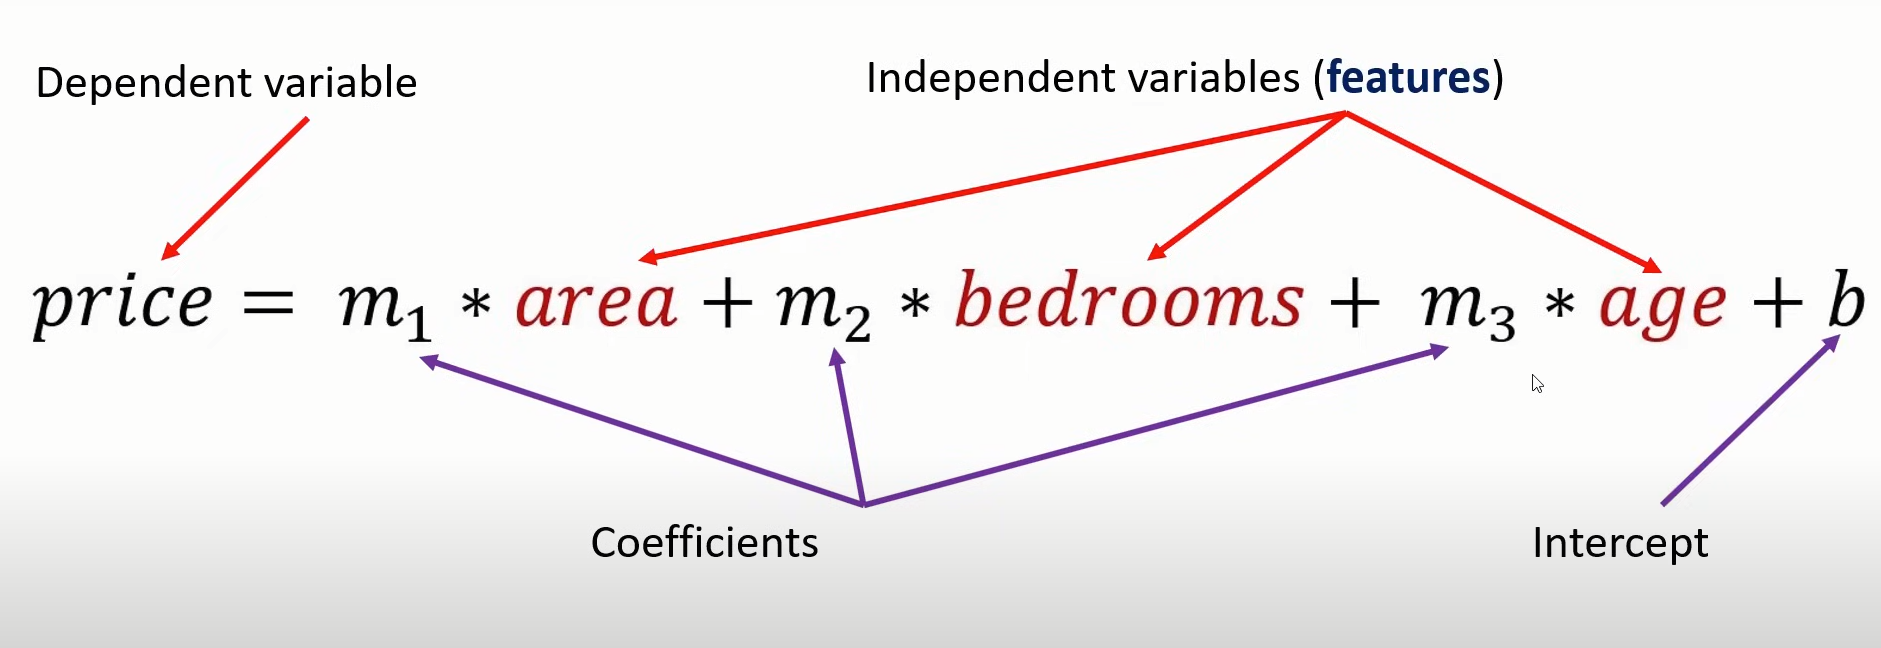 Dependent variable
Independent variables (features)
price = m₁ * area + m₂ * bedrooms + m₃ * age + b
Coefficients
Intercept